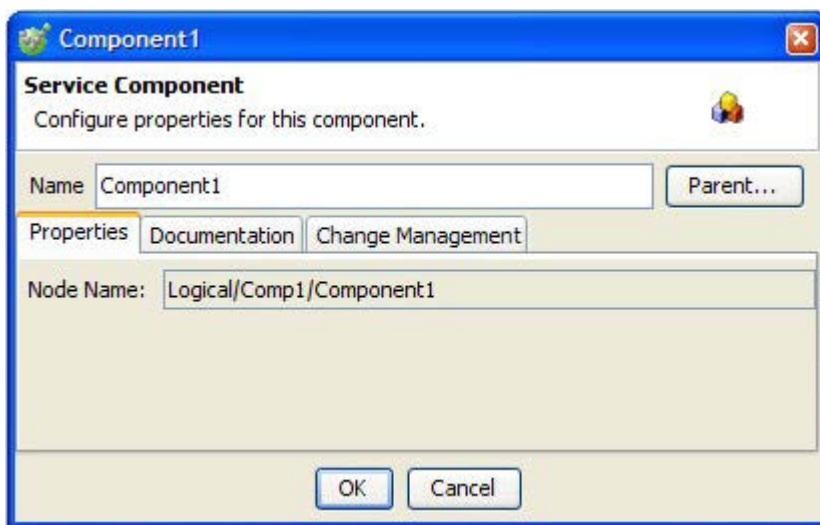 Component1
Service Component
Configure properties for this component.
Name Component1 Parent...
Properties Documentation Change Management
Node Name: Logical/Comp1/Component1
OK Cancel